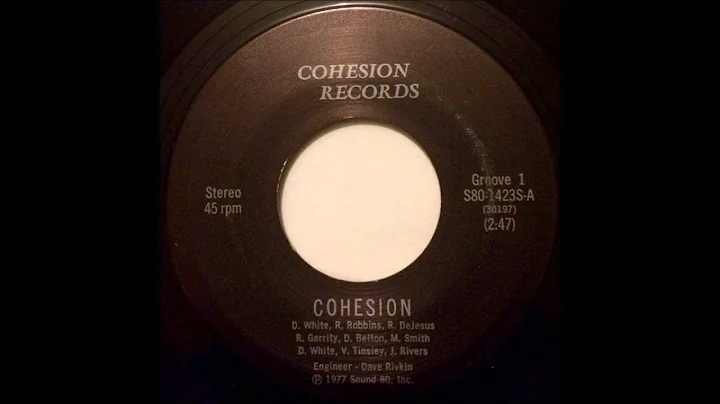 COHESION
RECORDS
Stereo
45 rpm
Groove 1
S80-1423S-A
(30197)
(2:47)
COHESION
D. White, R. Robbins, R. DeJesus
R. Garrity, D. Belton, M. Smith
D. White, V. Tinsley, J. Rivers
Engineer - Dave Rivkin
Ⓟ 1977 Sound 80, Inc.